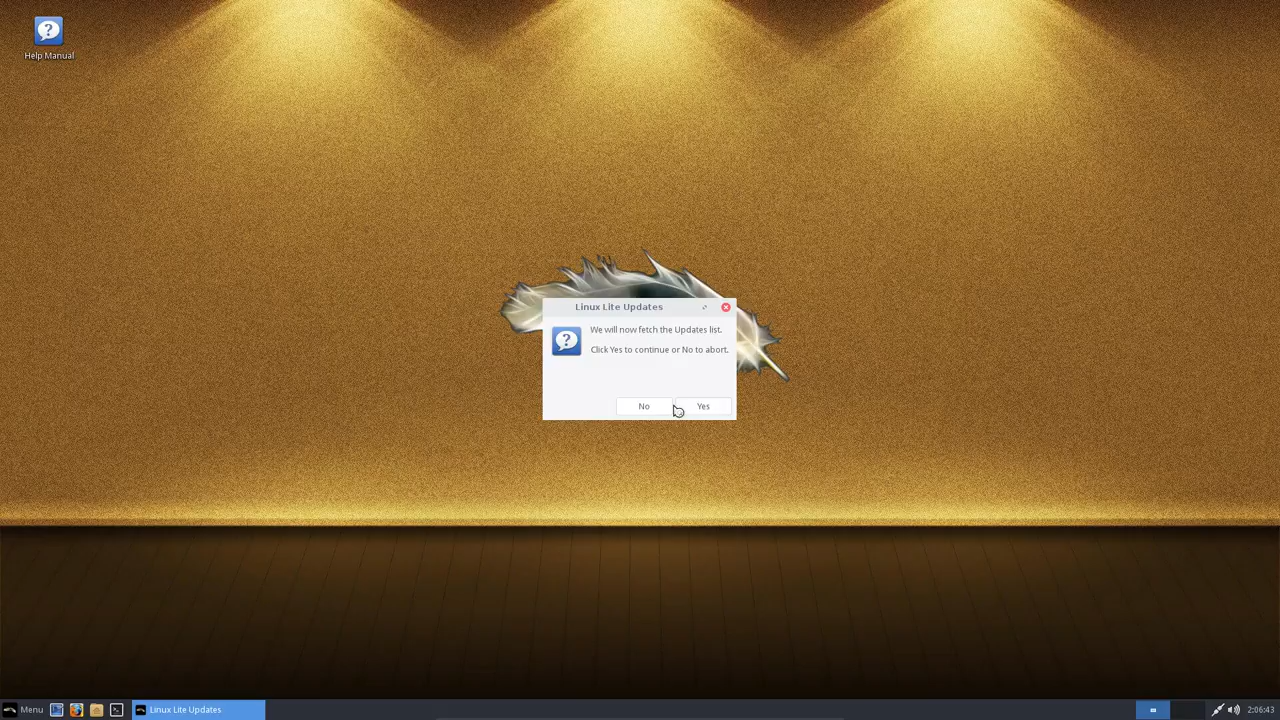 Help Manual
Linux Lite Updates
We will now fetch the Updates list.
Click Yes to continue or No to abort.
No
Yes
Menu
Linux Lite Updates
2:06:43